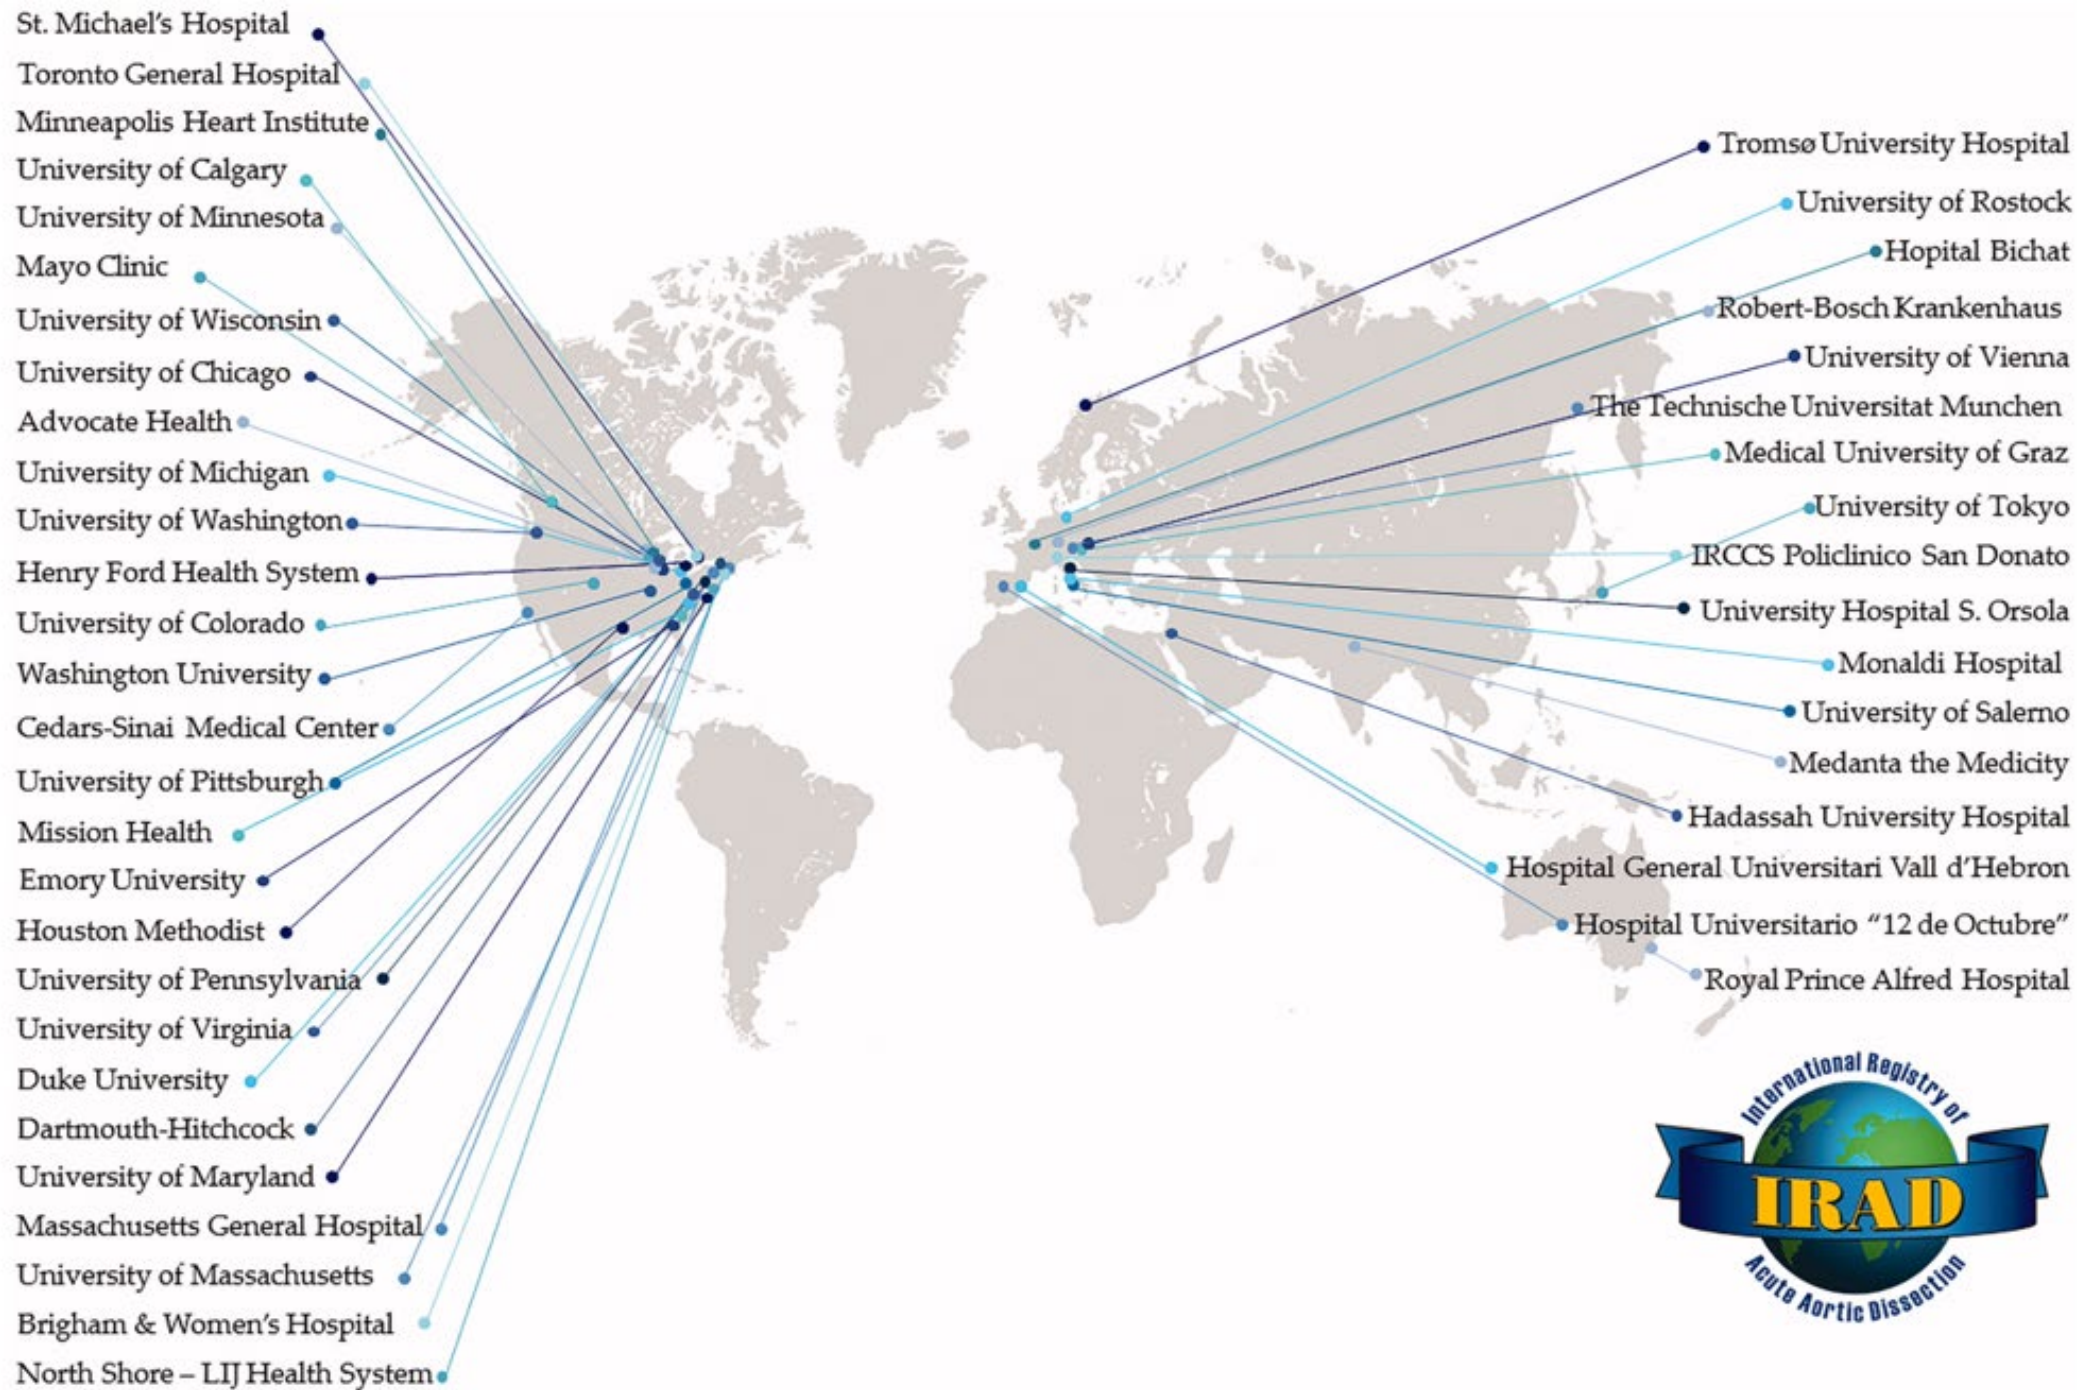 St. Michael's Hospital
Toronto General Hospital
Minneapolis Heart Institute
University of Calgary
University of Minnesota
Mayo Clinic
University of Wisconsin
University of Chicago
Advocate Health
University of Michigan
University of Washington
Henry Ford Health System
University of Colorado
Washington University
Cedars-Sinai Medical Center
University of Pittsburgh
Mission Health
Emory University
Houston Methodist
University of Pennsylvania
University of Virginia
Duke University
Dartmouth-Hitchcock
University of Maryland
Massachusetts General Hospital
University of Massachusetts
Brigham & Women's Hospital
North Shore – LIJ Health System
Tromsø University Hospital
University of Rostock
Hopital Bichat
Robert-Bosch Krankenhaus
University of Vienna
The Technische Universitat Munchen
Medical University of Graz
University of Tokyo
IRCCS Policlinico San Donato
University Hospital S. Orsola
Monaldi Hospital
University of Salerno
Medanta the Medicity
Hadassah University Hospital
Hospital General Universitari Vall d'Hebron
Hospital Universitario “12 de Octubre”
Royal Prince Alfred Hospital
International Registry of
IRAD
Acute Aortic Dissection